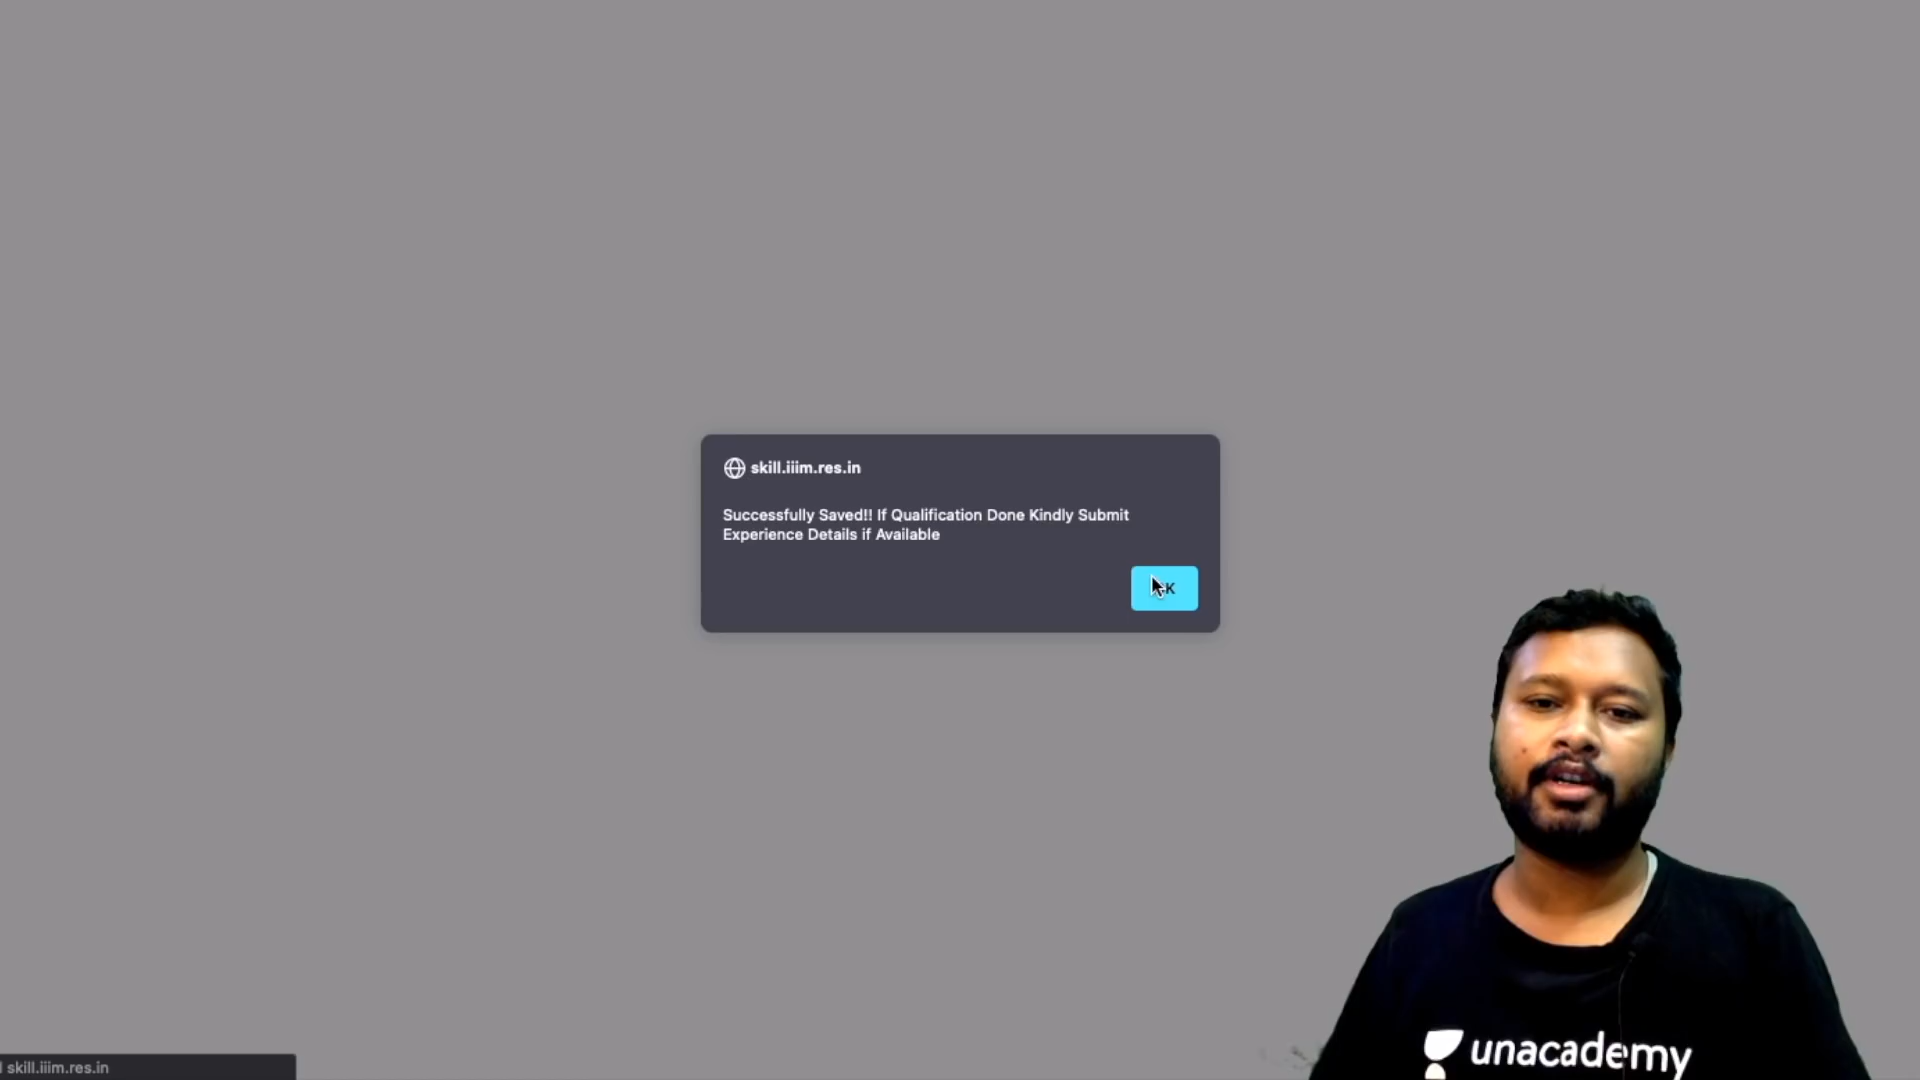 skill.iiim.res.in
Successfully Saved!! If Qualification Done Kindly Submit
Experience Details if Available
unacademy
skill.iiim.res.in